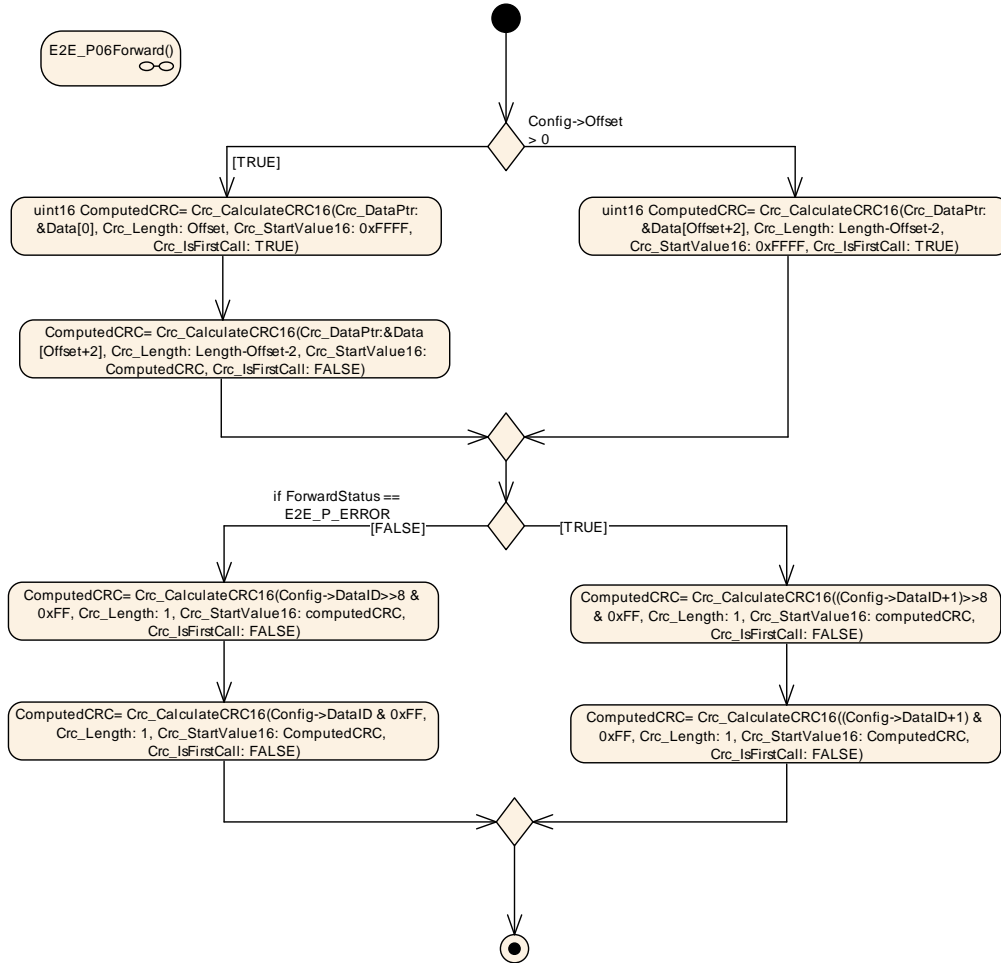 E2E_P06Forward()
Config->Offset
> 0
[TRUE]
uint16 ComputedCRC= Crc_CalculateCRC16(Crc_DataPtr:
&Data[0], Crc_Length: Offset, Crc_StartValue16: 0xFFFF,
Crc_IsFirstCall: TRUE)
uint16 ComputedCRC= Crc_CalculateCRC16(Crc_DataPtr:
&Data[Offset+2], Crc_Length: Length-Offset-2,
Crc_StartValue16: 0xFFFF, Crc_IsFirstCall: TRUE)
ComputedCRC= Crc_CalculateCRC16(Crc_DataPtr:&Data
[Offset+2], Crc_Length: Length-Offset-2, Crc_StartValue16:
ComputedCRC, Crc_IsFirstCall: FALSE)
if ForwardStatus ==
E2E_P_ERROR
[FALSE]
[TRUE]
ComputedCRC= Crc_CalculateCRC16(Config->DataID>>8 &
0xFF, Crc_Length: 1, Crc_StartValue16: computedCRC,
Crc_IsFirstCall: FALSE)
ComputedCRC= Crc_CalculateCRC16((Config->DataID+1)>>8
& 0xFF, Crc_Length: 1, Crc_StartValue16: computedCRC,
Crc_IsFirstCall: FALSE)
ComputedCRC= Crc_CalculateCRC16(Config->DataID & 0xFF,
Crc_Length: 1, Crc_StartValue16: ComputedCRC,
Crc_IsFirstCall: FALSE)
ComputedCRC= Crc_CalculateCRC16((Config->DataID+1) &
0xFF, Crc_Length: 1, Crc_StartValue16: ComputedCRC,
Crc_IsFirstCall: FALSE)